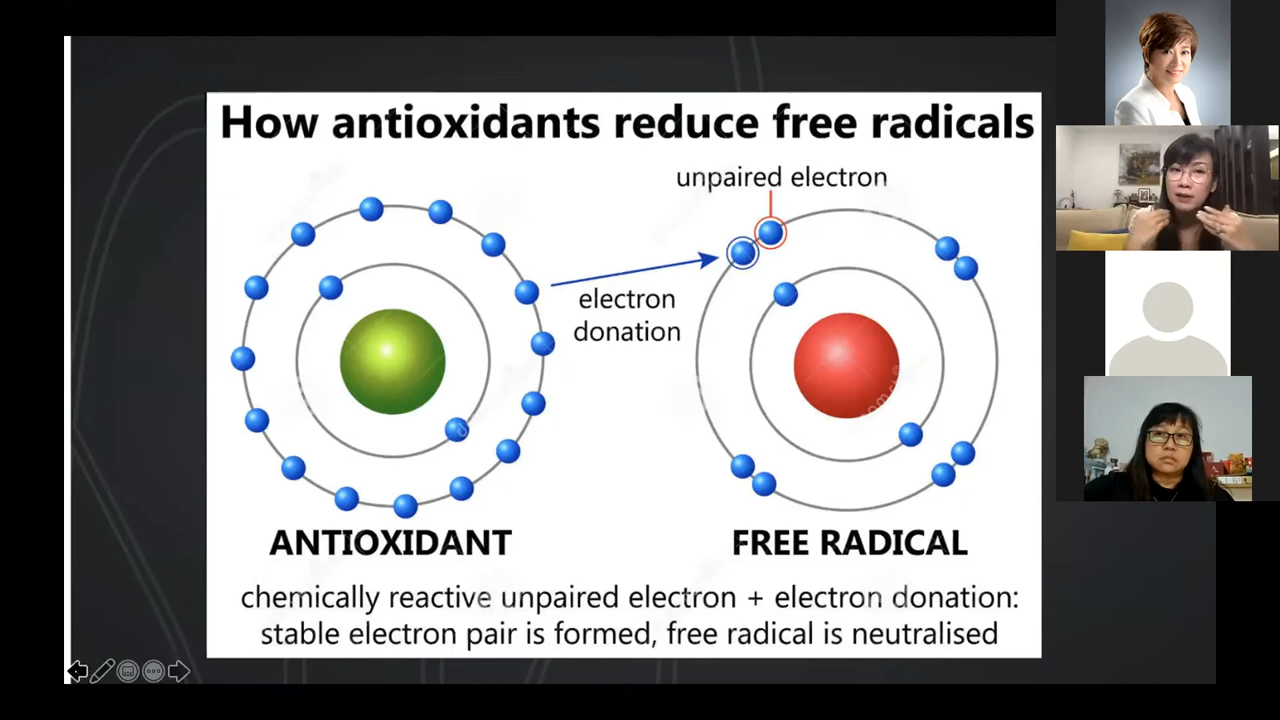 How antioxidants reduce free radicals
unpaired electron
electron
donation
ANTIOXIDANT
FREE RADICAL
chemically reactive unpaired electron + electron donation:
stable electron pair is formed, free radical is neutralised